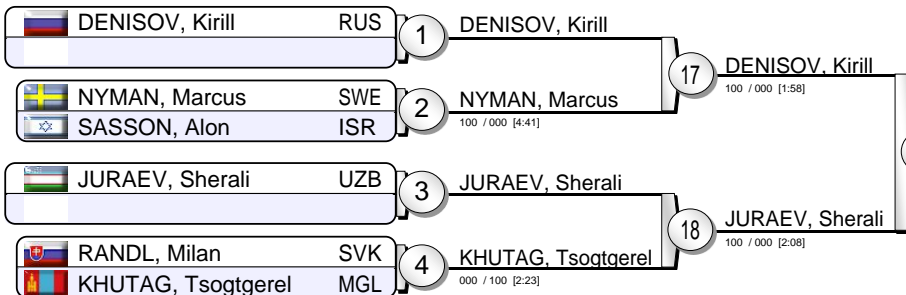 DENISOV, Kirill RUS
1
DENISOV, Kirill
17
DENISOV, Kirill
100 / 000 [1:58]
NYMAN, Marcus SWE
SASSON, Alon ISR
2
NYMAN, Marcus
100 / 000 [4:41]
JURAEV, Sherali UZB
3
JURAEV, Sherali
18
JURAEV, Sherali
100 / 000 [2:08]
RANDL, Milan SVK
KHUTAG, Tsogtgerel MGL
4
KHUTAG, Tsogtgerel
000 / 100 [2:23]